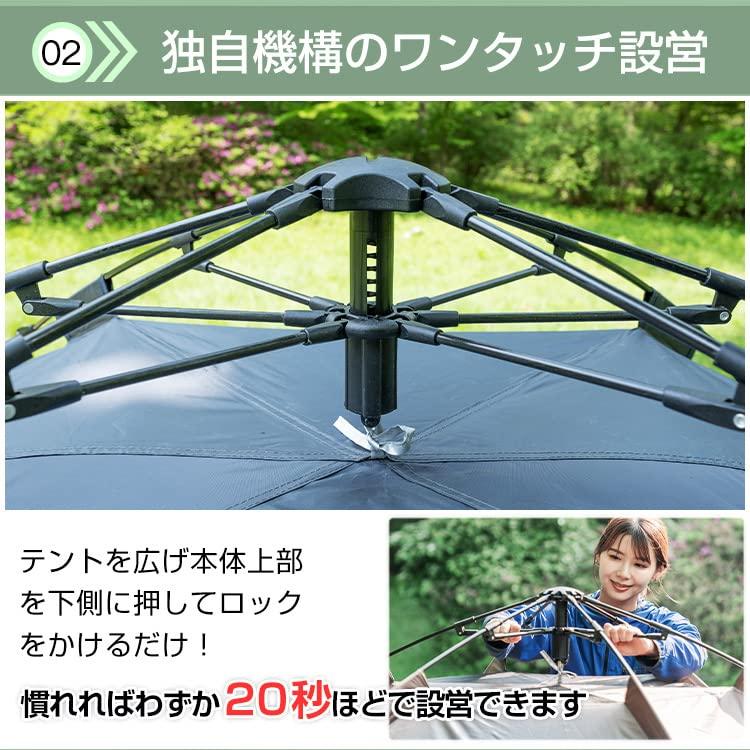 02
独自機構のワンタッチ設営
テントを広げ本体上部
を下側に押してロック
をかけるだけ！
慣れればわずか20秒ほどで設営できます